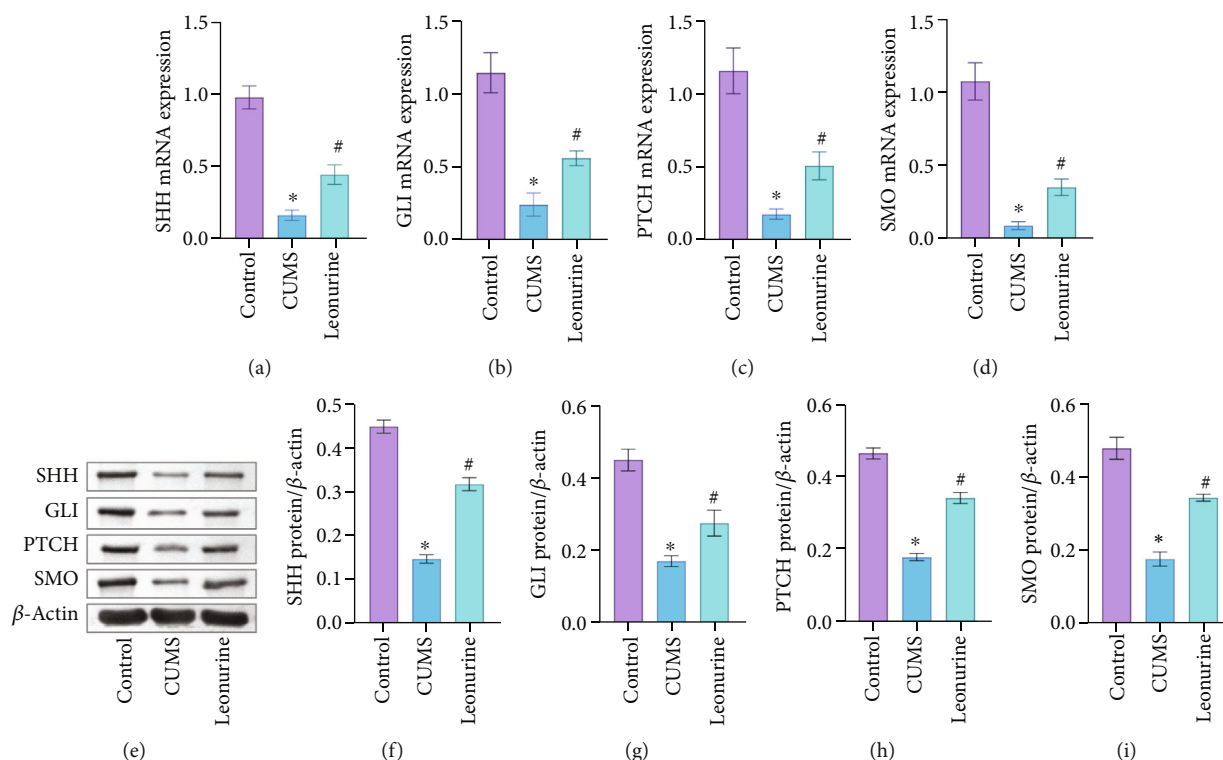 SHH mRNA expression
1.5
1.0
0.5
0.0
*
#
Control
CUMS
Leonurine
(a)
GLI mRNA expression
1.5
1.0
0.5
0.0
*
#
Control
CUMS
Leonurine
(b)
PTCH mRNA expression
1.5
1.0
0.5
0.0
*
#
Control
CUMS
Leonurine
(c)
SMO mRNA expression
1.5
1.0
0.5
0.0
*
#
Control
CUMS
Leonurine
(d)
SHH
GLI
PTCH
SMO
β-Actin
Control
CUMS
Leonurine
(e)
SHH protein/β-actin
0.5
0.4
0.3
0.2
0.1
0.0
*
#
Control
CUMS
Leonurine
(f)
GLI protein/β-actin
0.6
0.4
0.2
0.0
*
#
Control
CUMS
Leonurine
(g)
PTCH protein/β-actin
0.6
0.4
0.2
0.0
*
#
Control
CUMS
Leonurine
(h)
SMO protein/β-actin
0.6
0.4
0.2
0.0
*
#
Control
CUMS
Leonurine
(i)